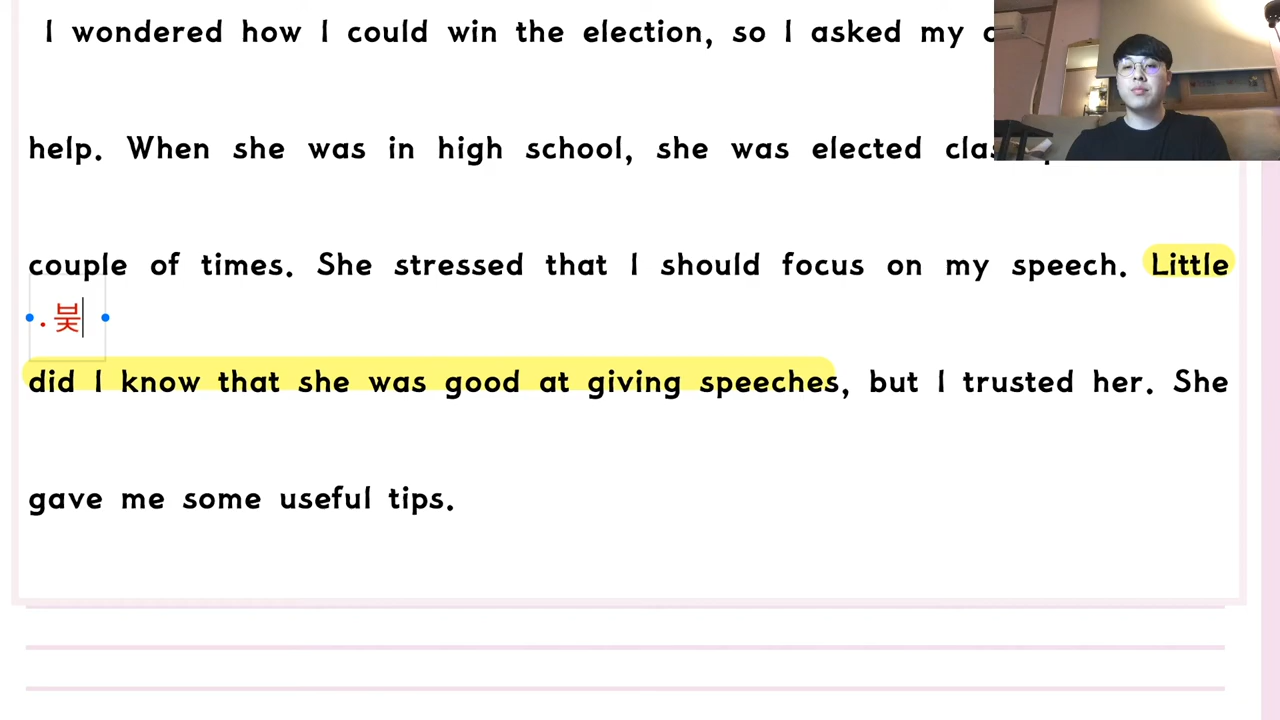 I wondered how I could win the election, so I asked my
help. When she was in high school, she was elected
couple of times. She stressed that I should focus on my speech. Little
. 붖
did I know that she was good at giving speeches, but I trusted her. She
gave me some useful tips.